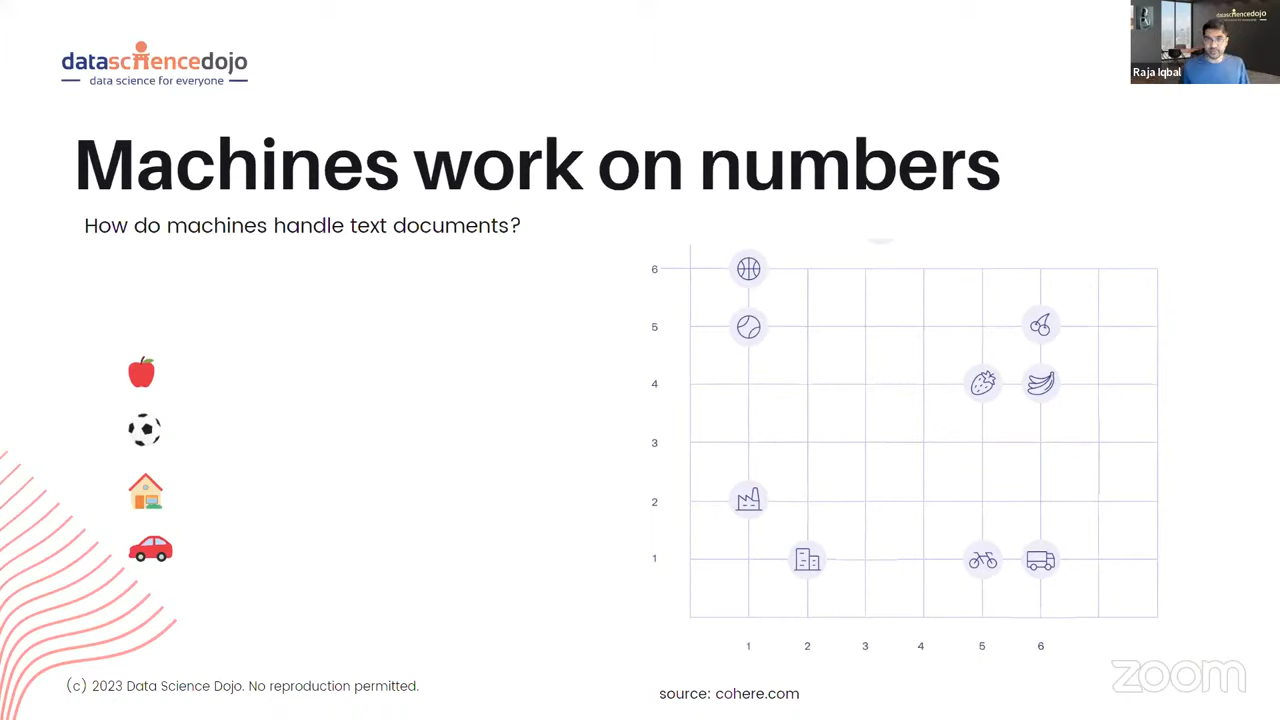 datasciencedojo
data science for everyone
datasciencedojo
Raja Iqbal
Machines work on numbers
How do machines handle text documents?
6
5
4
3
2
1
1 2 3 4 5 6
(c) 2023 Data Science Dojo. No reproduction permitted.
source: cohere.com
zoom